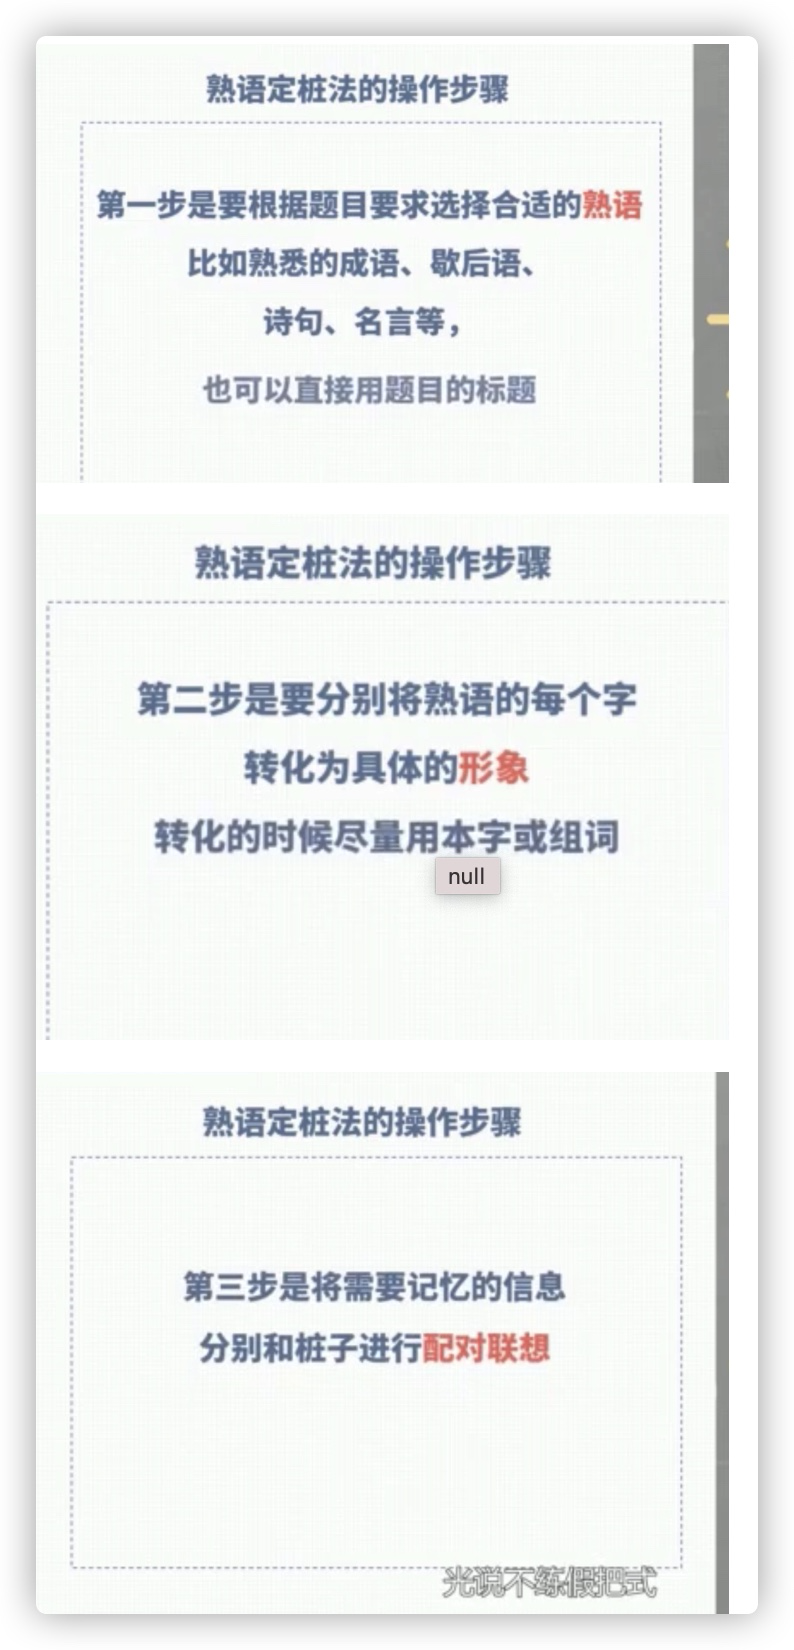 熟语定桩法的操作步骤
第一步是要根据题目要求选择合适的熟语
比如熟悉的成语、歇后语、
诗句、名言等，
也可以直接用题目的标题
熟语定桩法的操作步骤
第二步是要分别将熟语的每个字
转化为具体的形象
转化的时候尽量用本字或组词
null
熟语定桩法的操作步骤
第三步是将需要记忆的信息
分别和桩子进行配对联想
光说不练假把式